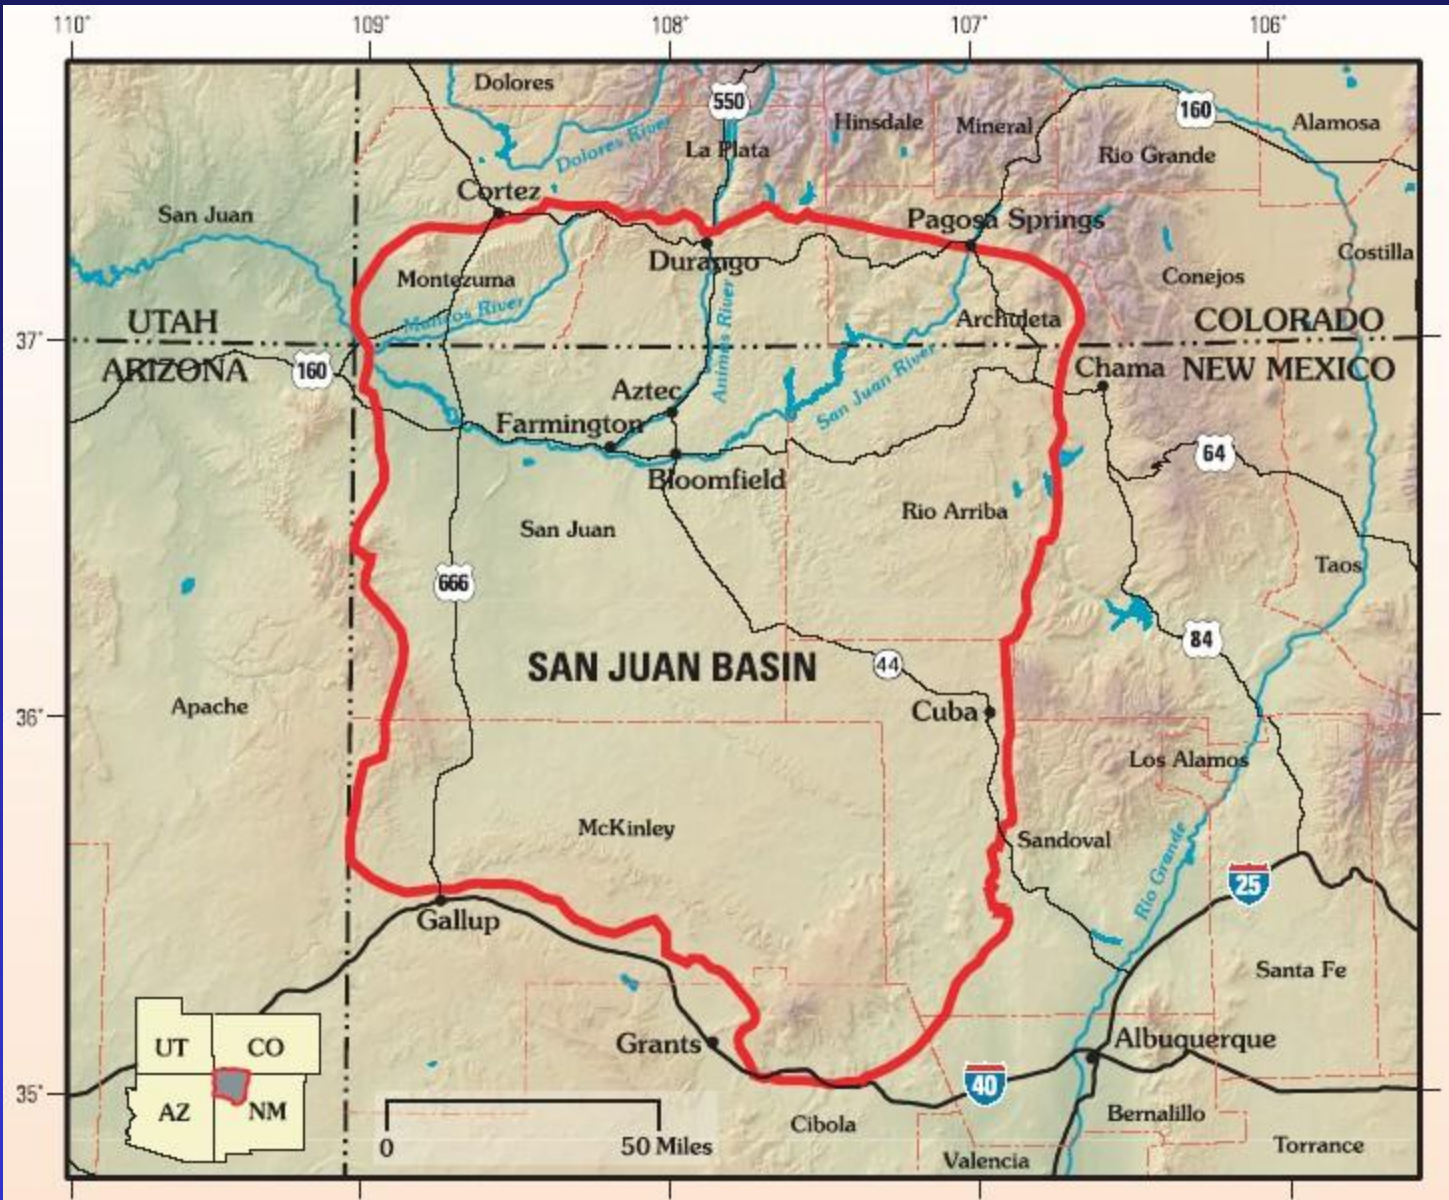 110°
109°
108°
107°
106°
Dolores
550
Dolores River
La Plata
Hinsdale
Mineral
160
Alamosa
Rio Grande
Cortez
San Juan
Pagosa Springs
Durango
Costilla
Montezuma
Conejos
Mancos River
Animas River
Archuleta
UTAH
COLORADO
37°
ARIZONA
160
NEW MEXICO
Chama
San Juan River
Aztec
Farmington
64
Bloomfield
Rio Arriba
San Juan
Taos
666
84
SAN JUAN BASIN
44
36°
Apache
Cuba
Los Alamos
McKinley
Sandoval
Rio Grande
25
Gallup
Santa Fe
Grants
Albuquerque
UT
CO
40
35°
AZ
NM
Cibola
Bernalillo
0
50 Miles
Torrance
Valencia